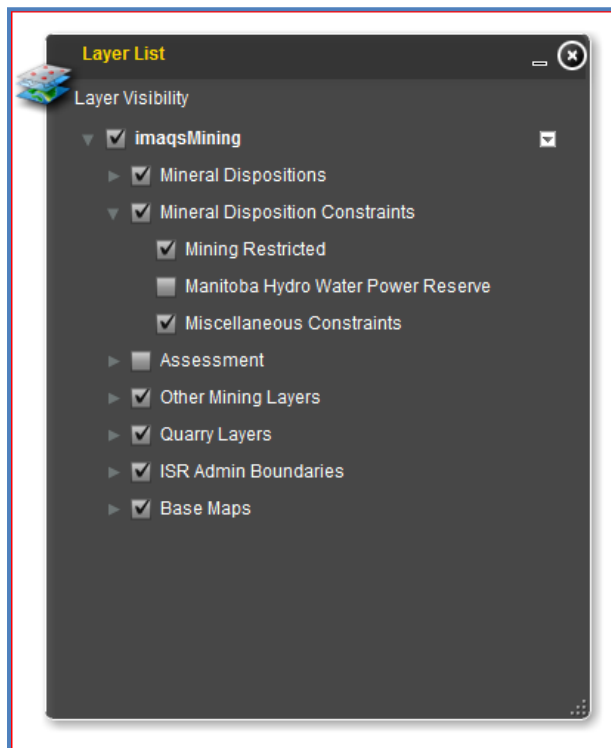 Layer List
Layer Visibility
imaqsMining
Mineral Dispositions
Mineral Disposition Constraints
Mining Restricted
Manitoba Hydro Water Power Reserve
Miscellaneous Constraints
Assessment
Other Mining Layers
Quarry Layers
ISR Admin Boundaries
Base Maps